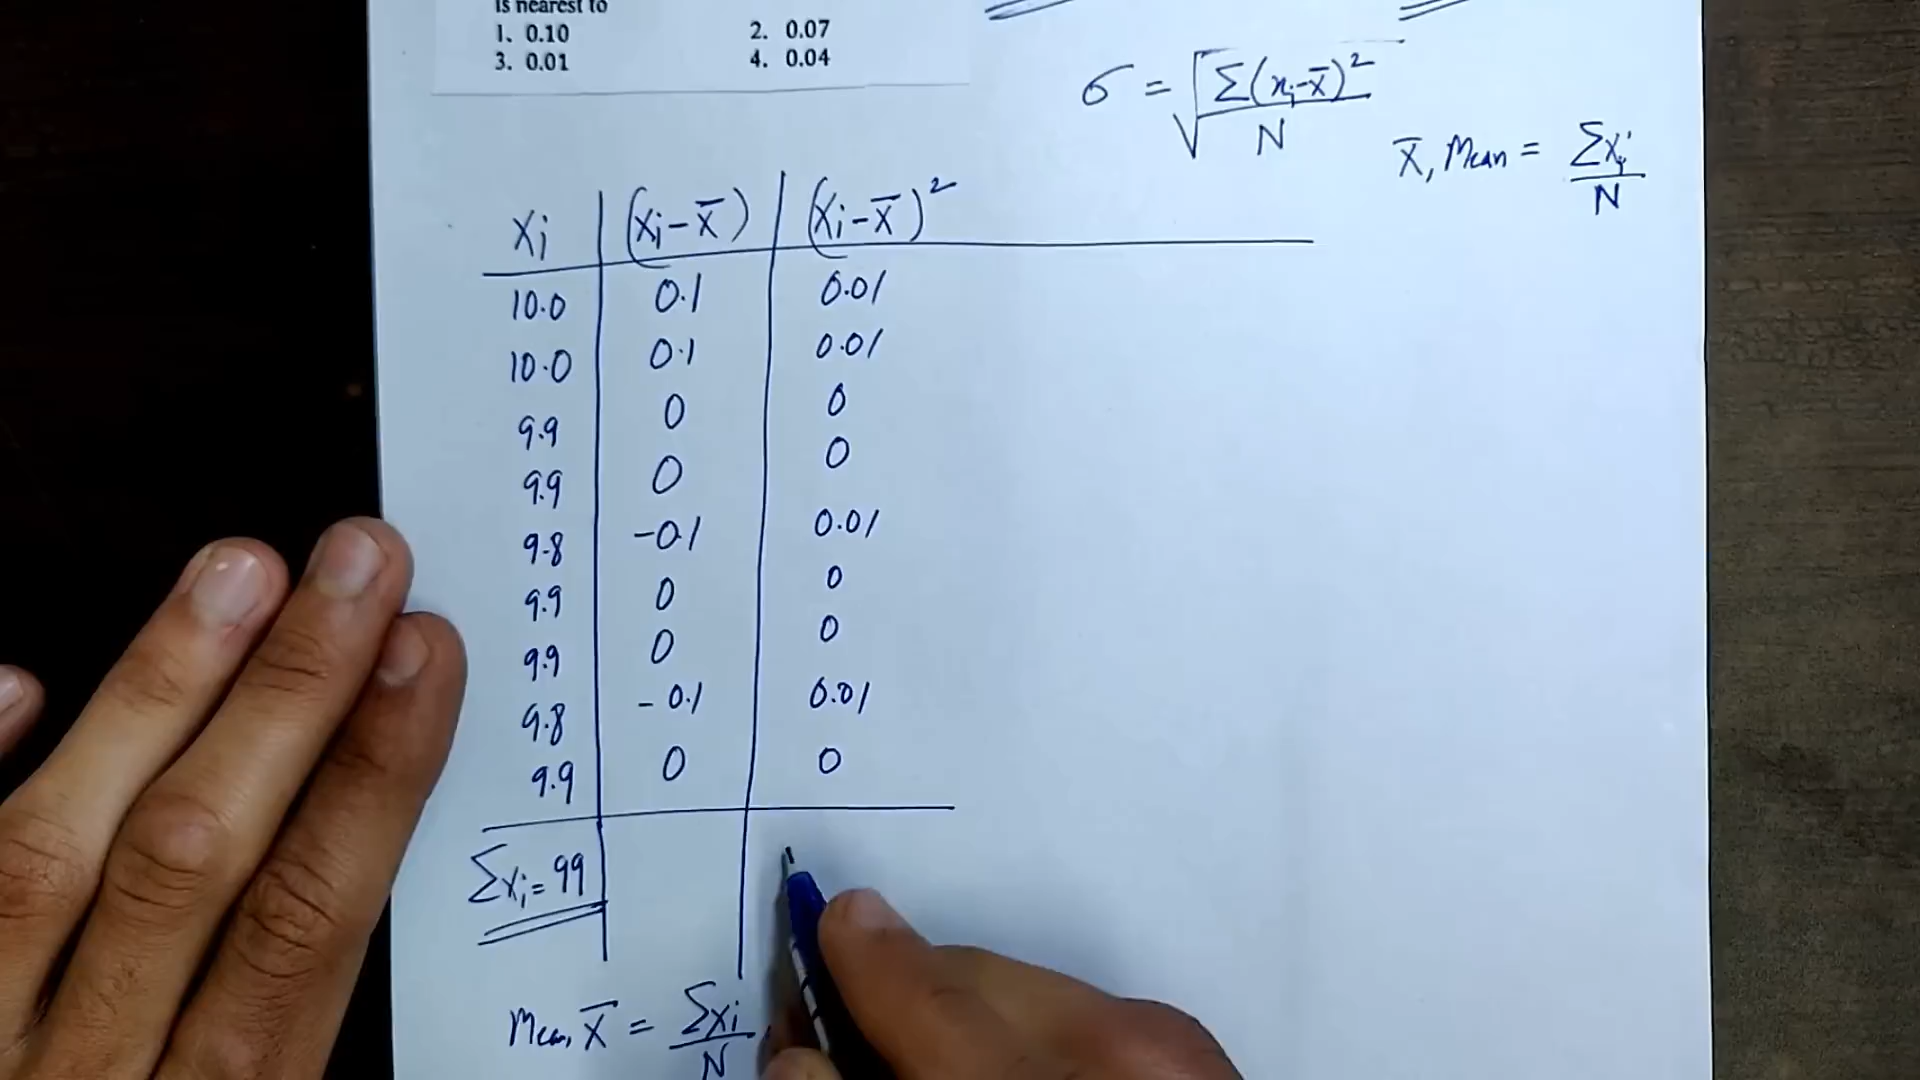 is nearest to
1. 0.10 2. 0.07
3. 0.01 4. 0.04
σ = √Σ(xi-x̄)²/N
x̄, Mean = Σxi/N
xi (xi-x̄) (xi-x̄)²
10.0 0.1 0.01
10.0 0.1 0.01
9.9 0 0
9.9 0 0
9.8 -0.1 0.01
9.9 0 0
9.9 0 0
9.8 -0.1 0.01
9.9 0 0
Σxi = 99
Mean, x̄ = Σxi/N